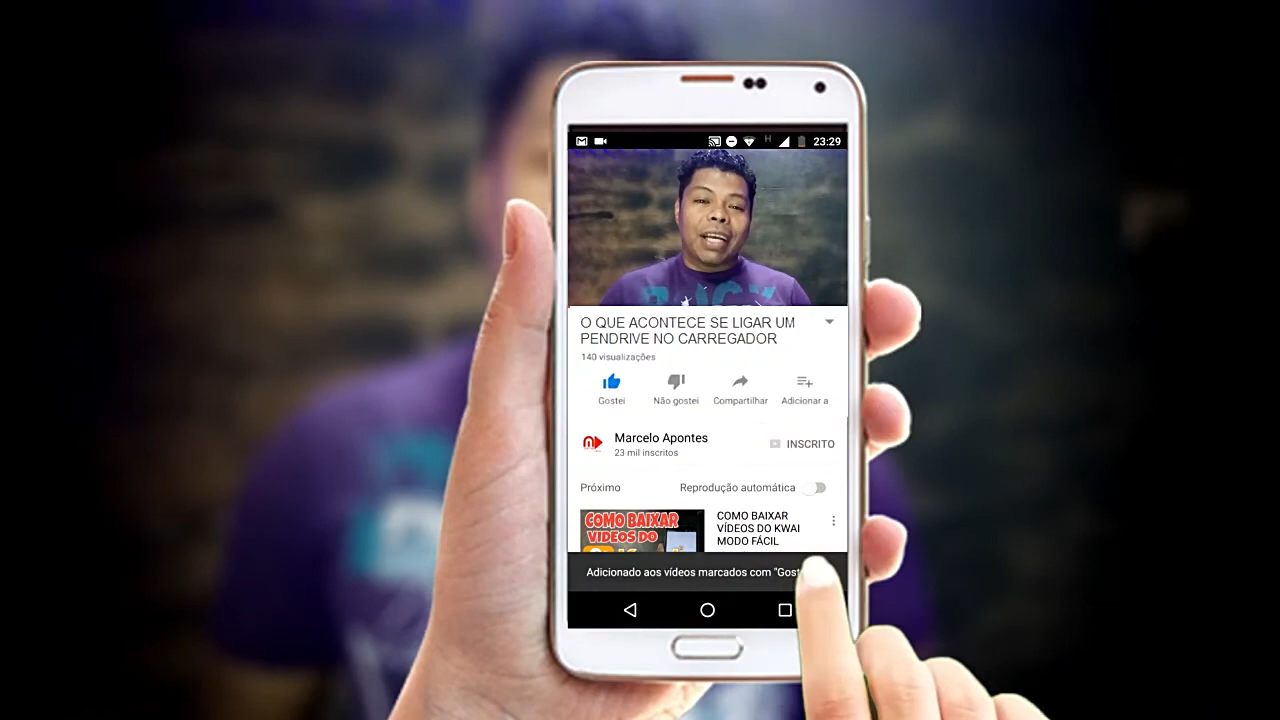 H 23:29
O QUE ACONTECE SE LIGAR UM
PENDRIVE NO CARREGADOR
140 visualizações
Gostei Não gostei Compartilhar Adicionar a
Marcelo Apontes
INSCRITO
23 mil inscritos
Próximo Reprodução automática
COMO BAIXAR
VÍDEOS DO
COMO BAIXAR
VÍDEOS DO KWAI
MODO FÁCIL
Adicionado aos vídeos marcados com "Gost